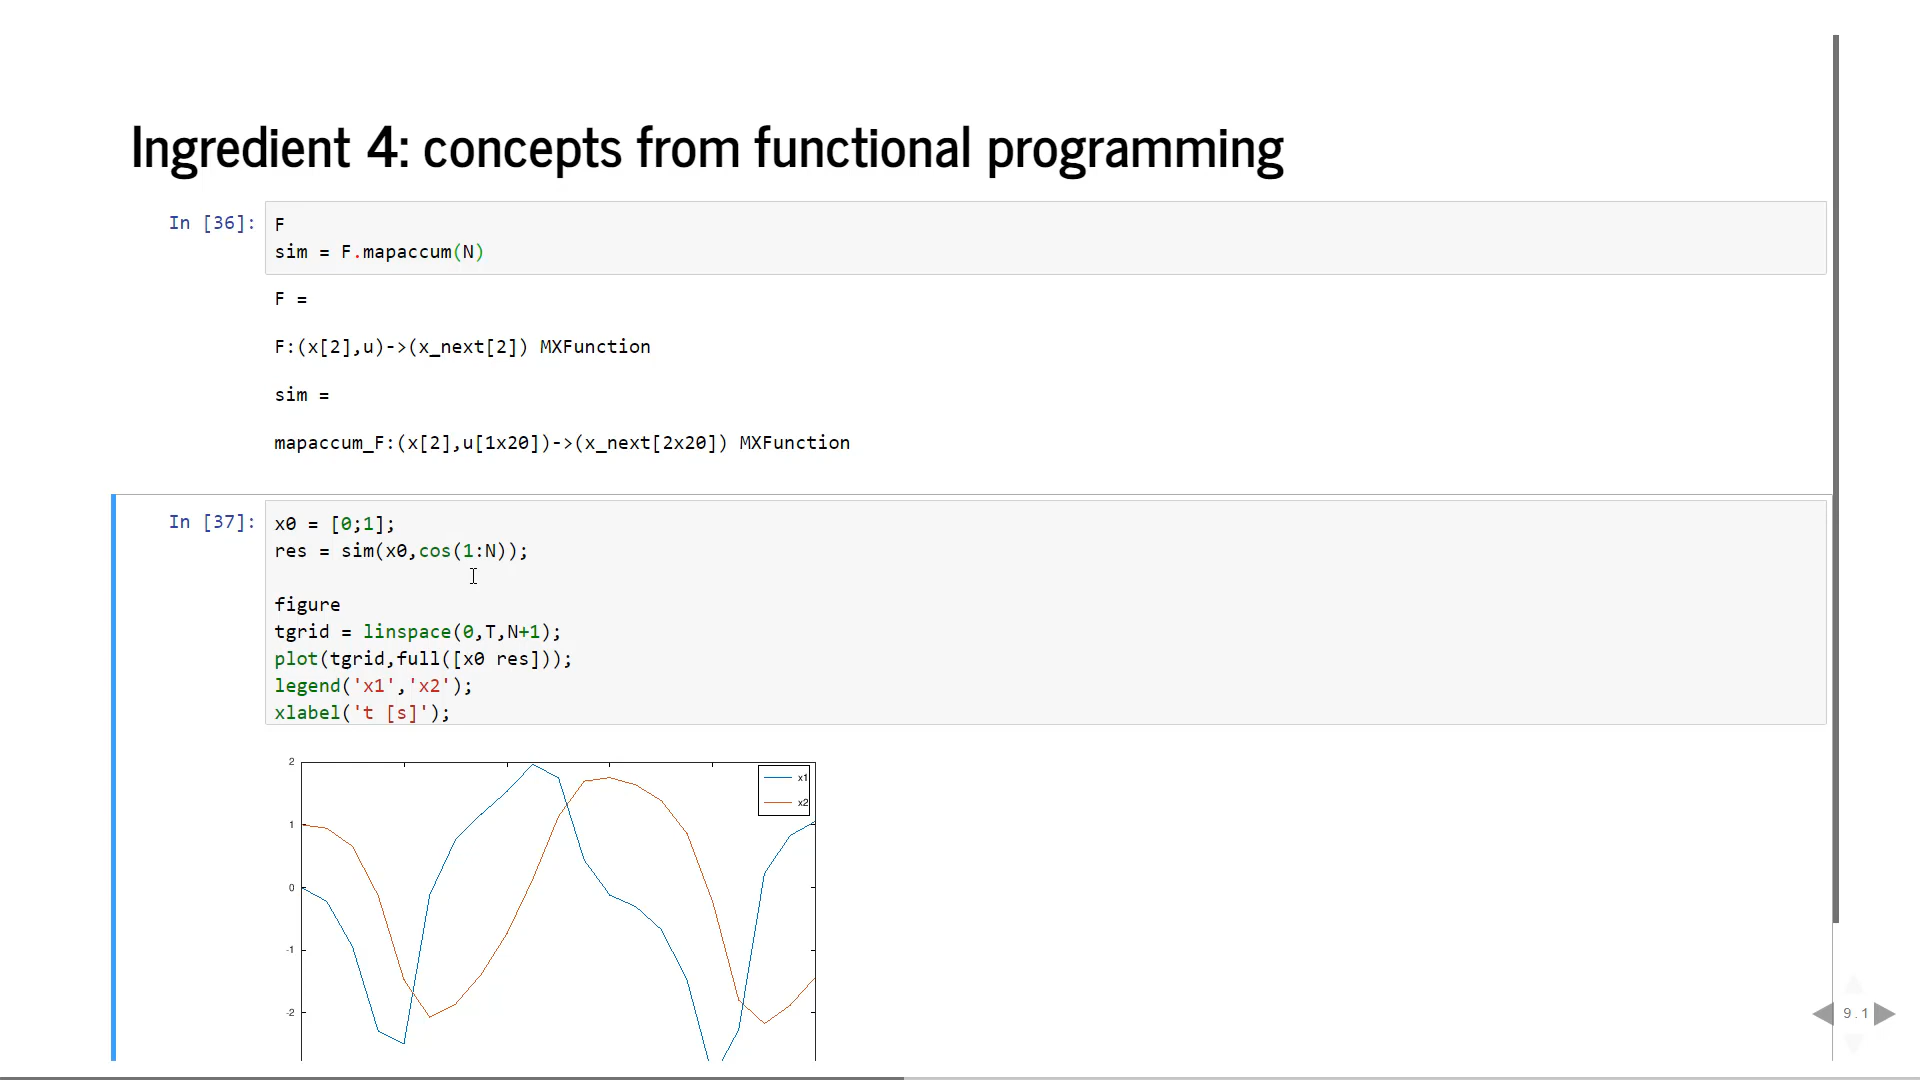 Ingredient 4: concepts from functional programming
In [36]:
F
sim = F.mapaccum(N)
F =
F:(x[2],u)->(x_next[2]) MXFunction
sim =
mapaccum_F:(x[2],u[1x20])->(x_next[2x20]) MXFunction
In [37]:
x0 = [0;1];
res = sim(x0,cos(1:N));
figure
tgrid = linspace(0,T,N+1);
plot(tgrid,full([x0 res]));
legend('x1','x2');
xlabel('t [s]');
2
x1
x2
1
0
-1
-2
9.1